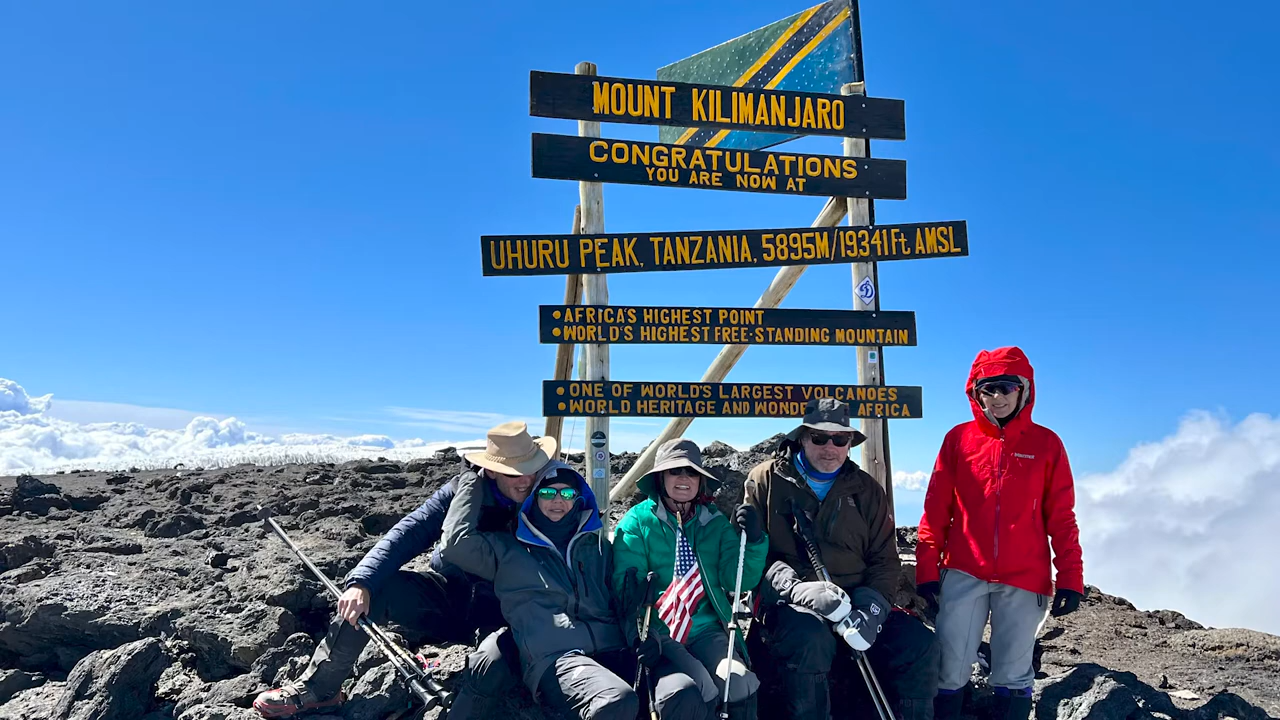 MOUNT KILIMANJARO
CONGRATULATIONS
YOU ARE NOW AT
UHURU PEAK, TANZANIA, 5895M/19341Ft. AMSL
• AFRICA'S HIGHEST POINT
• WORLD'S HIGHEST FREE-STANDING MOUNTAIN
• ONE OF WORLD'S LARGEST VOLCANOES
• WORLD HERITAGE AND AFRICA